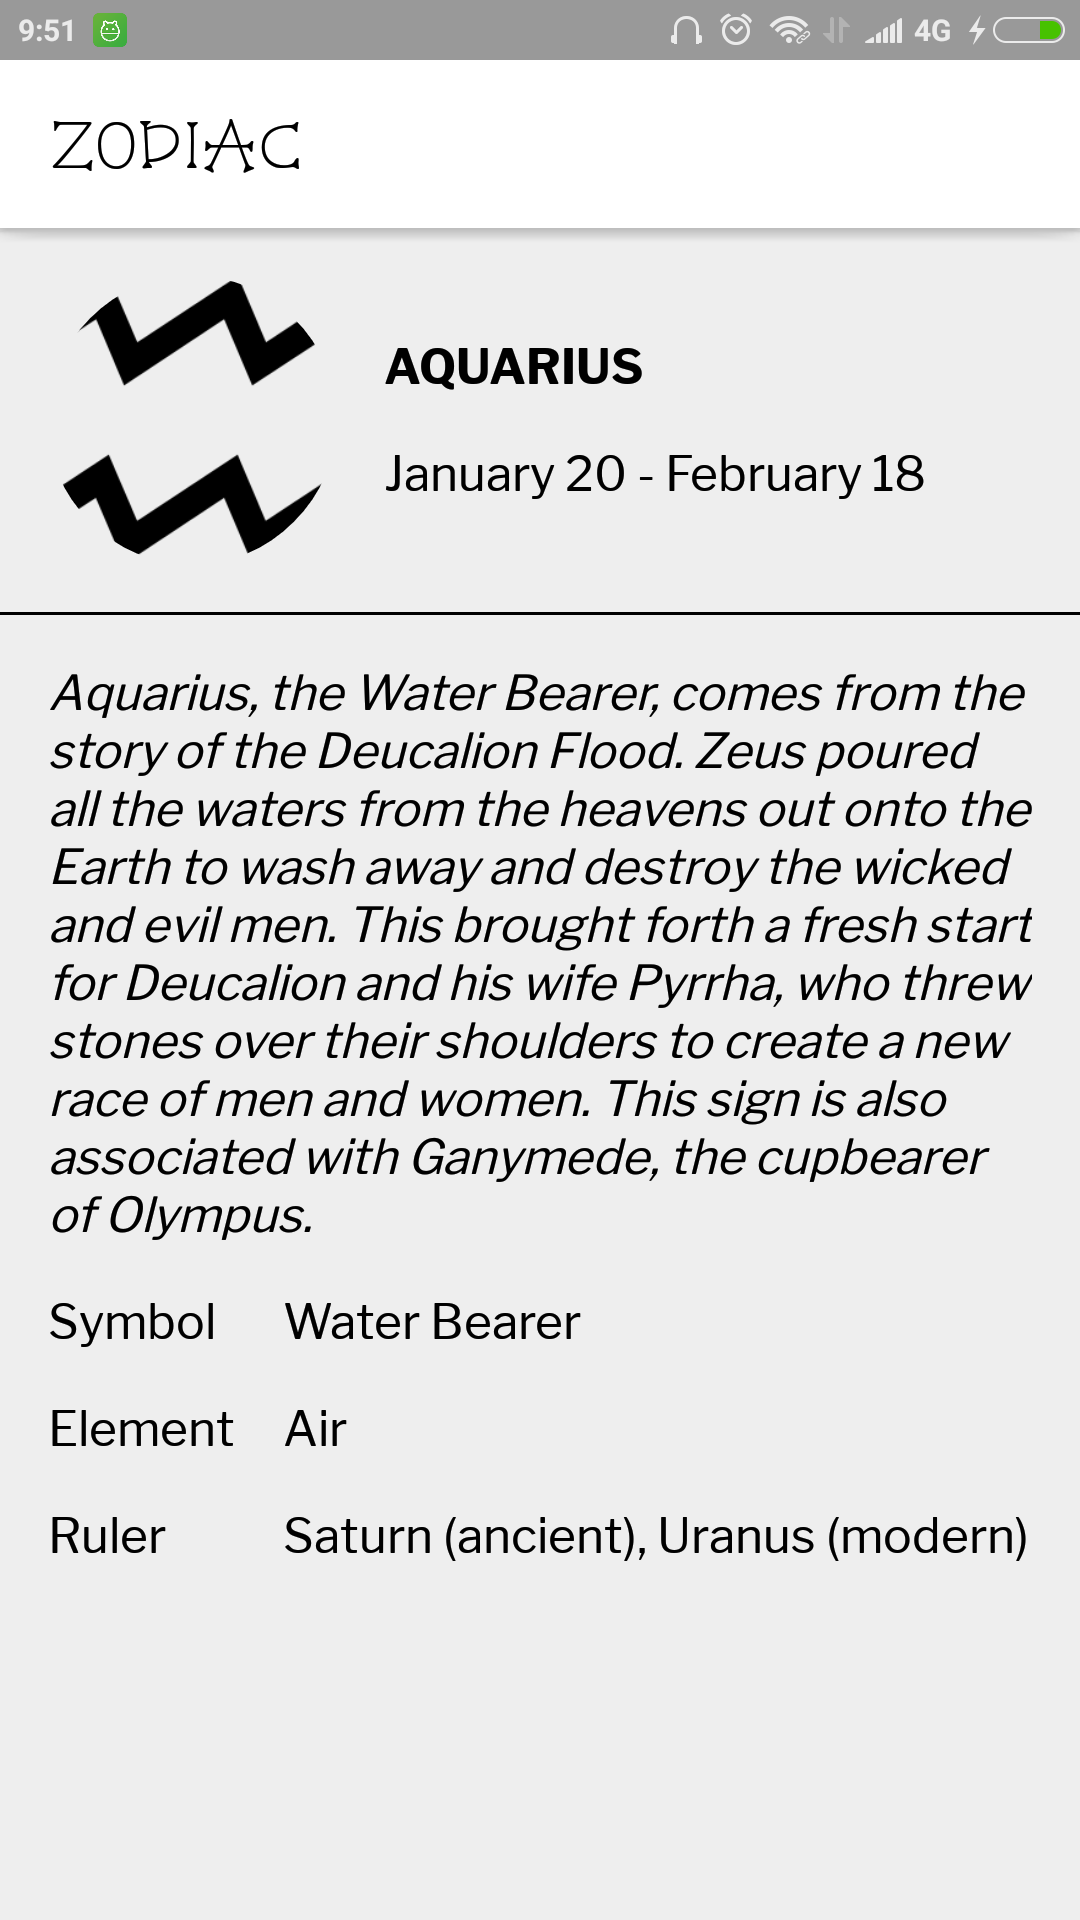 9:51
4G
ZODIAC
AQUARIUS
January 20 - February 18
Aquarius, the Water Bearer, comes from the
story of the Deucalion Flood. Zeus poured
all the waters from the heavens out onto the
Earth to wash away and destroy the wicked
and evil men. This brought forth a fresh start
for Deucalion and his wife Pyrrha, who threw
stones over their shoulders to create a new
race of men and women. This sign is also
associated with Ganymede, the cupbearer
of Olympus.
Symbol Water Bearer
Element Air
Ruler Saturn (ancient), Uranus (modern)